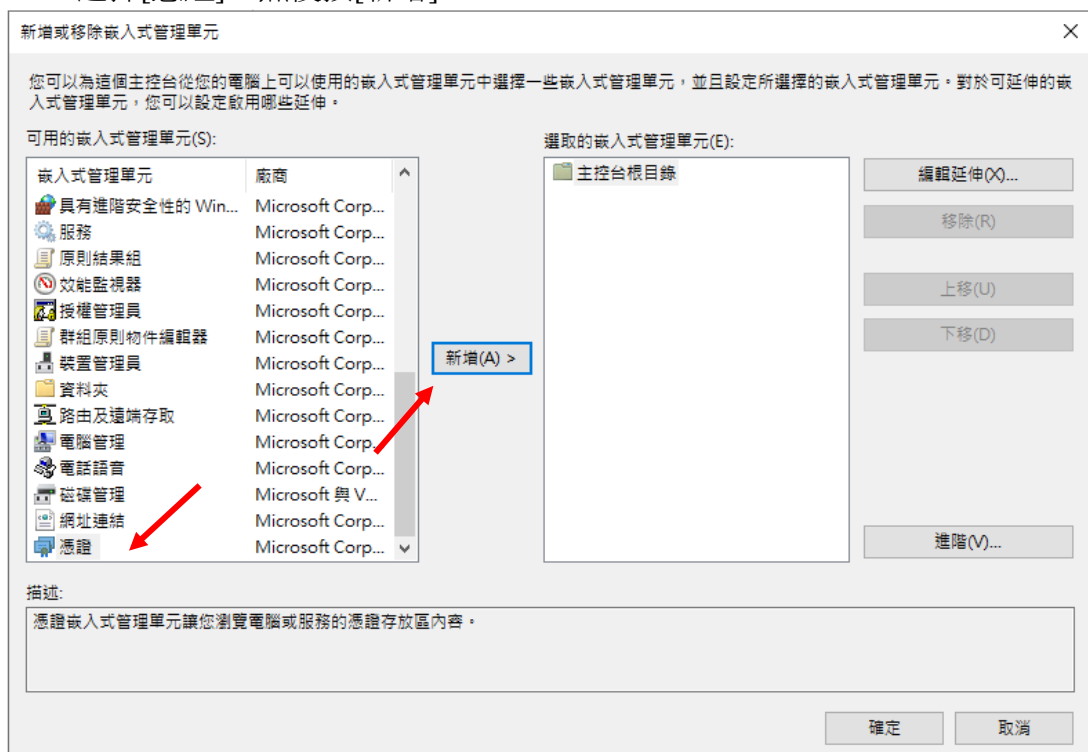 新增或移除嵌入式管理單元
您可以為這個主控台從您的電腦上可以使用的嵌入式管理單元中選擇一些嵌入式管理單元，並且設定所選擇的嵌入式管理單元。對於可延伸的嵌
入式管理單元，您可以設定啟用哪些延伸。
可用的嵌入式管理單元(S):
嵌入式管理單元 廠商
具有進階安全性的 Win... Microsoft Corp...
服務 Microsoft Corp...
原則結果組 Microsoft Corp...
效能監視器 Microsoft Corp...
授權管理員 Microsoft Corp...
群組原則物件編輯器 Microsoft Corp...
裝置管理員 Microsoft Corp...
資料夾 Microsoft Corp...
路由及遠端存取 Microsoft Corp...
電腦管理 Microsoft Corp...
電話語音 Microsoft Corp...
磁碟管理 Microsoft 與 V...
網址連結 Microsoft Corp...
憑證 Microsoft Corp...
新增(A) >
選取的嵌入式管理單元(E):
主控台根目錄
編輯延伸(X)...
移除(R)
上移(U)
下移(D)
進階(V)...
描述:
憑證嵌入式管理單元讓您瀏覽電腦或服務的憑證存放區內容。
確定
取消